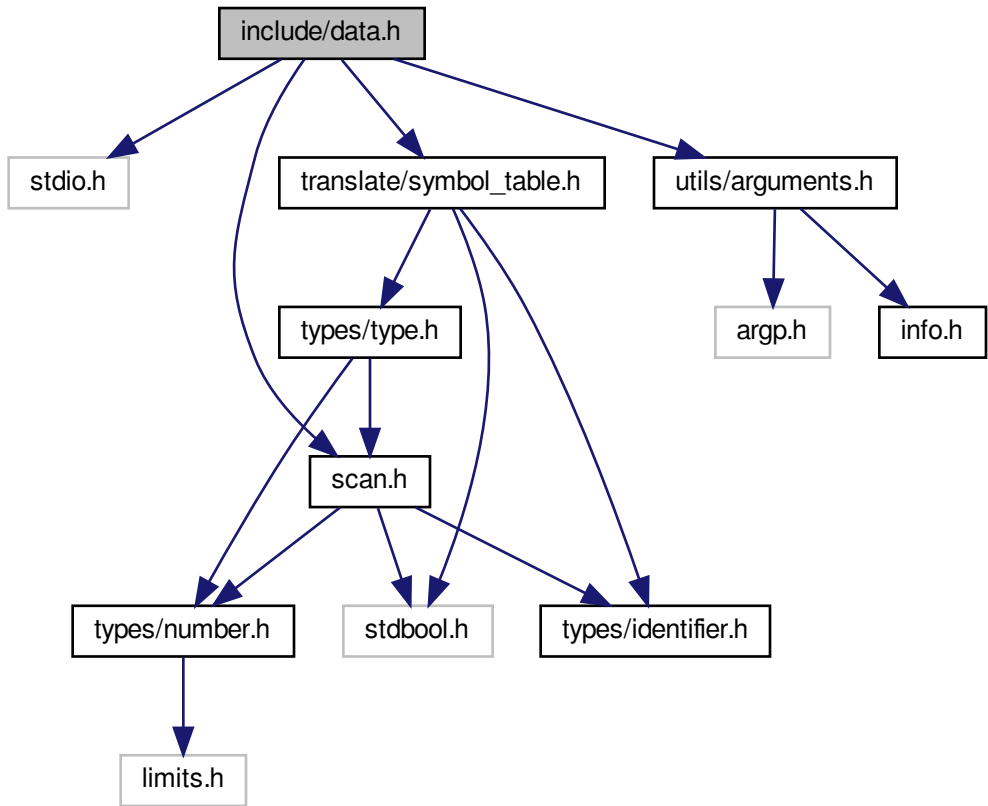 include/data.h
stdio.h
translate/symbol_table.h
utils/arguments.h
types/type.h
argp.h
info.h
scan.h
types/number.h
stdbool.h
types/identifier.h
limits.h